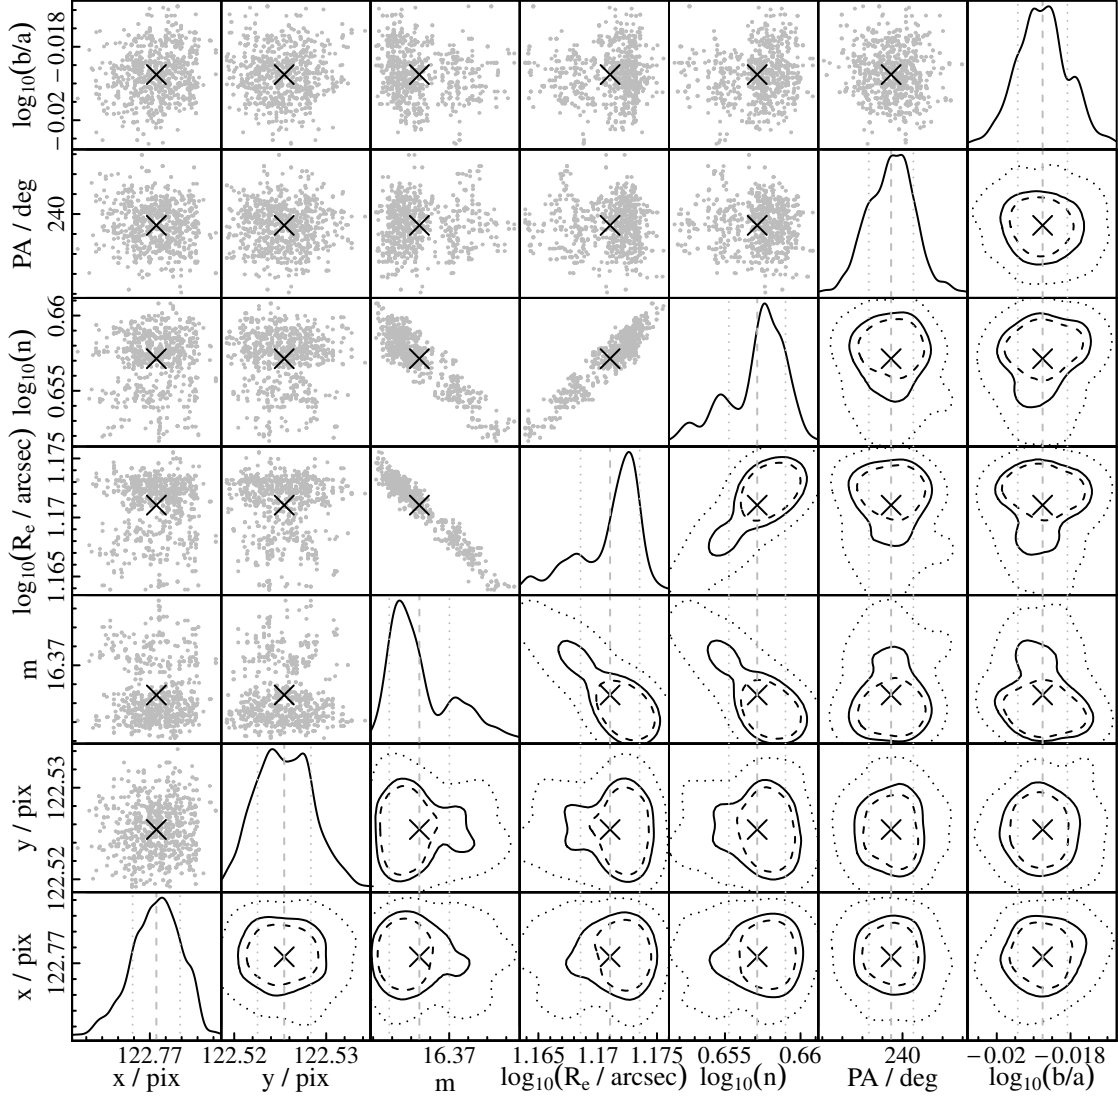 log₁₀(b/a)
−0.02 −0.018
PA / deg
240
log₁₀(n)
0.655 0.66
log₁₀(Rₑ / arcsec)
1.165 1.17 1.175
m
16.37
y / pix
122.52 122.53
x / pix
122.77
122.77 122.52 122.53 16.37 1.165 1.17 1.175 0.655 0.66 240 −0.02 −0.018
x / pix y / pix m log₁₀(Rₑ / arcsec) log₁₀(n) PA / deg log₁₀(b/a)